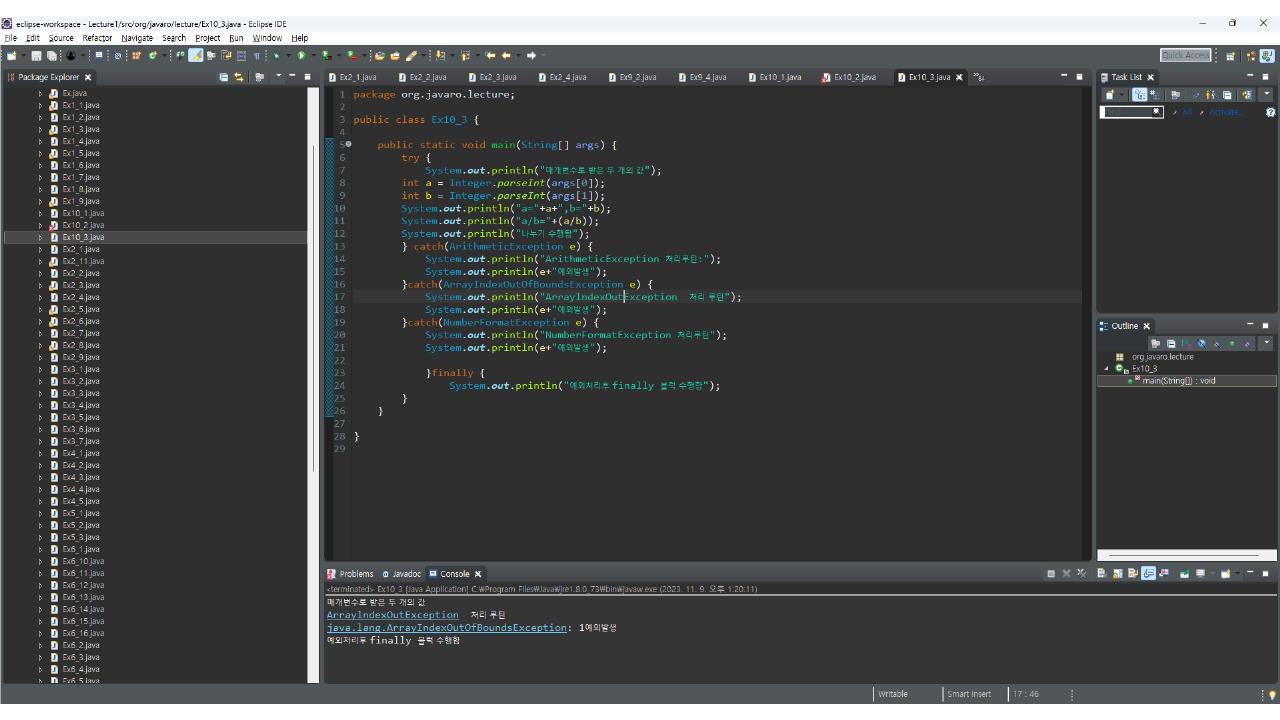 eclipse-workspace - Lecture1/src/org/javaro/lecture/Ex10_3.java - Eclipse IDE
File Edit Source Refactor Navigate Search Project Run Window Help
Quick Access
Package Explorer
Ex.java
Ex1_1.java
Ex1_2.java
Ex1_3.java
Ex1_4.java
Ex1_5.java
Ex1_6.java
Ex1_7.java
Ex1_8.java
Ex1_9.java
Ex10_1.java
Ex10_2.java
Ex10_3.java
Ex2_1.java
Ex2_11.java
Ex2_2.java
Ex2_3.java
Ex2_4.java
Ex2_5.java
Ex2_6.java
Ex2_7.java
Ex2_8.java
Ex2_9.java
Ex3_1.java
Ex3_2.java
Ex3_3.java
Ex3_4.java
Ex3_5.java
Ex3_6.java
Ex3_7.java
Ex4_1.java
Ex4_2.java
Ex4_3.java
Ex4_4.java
Ex4_5.java
Ex5_1.java
Ex5_2.java
Ex5_3.java
Ex6_1.java
Ex6_10.java
Ex6_11.java
Ex6_12.java
Ex6_13.java
Ex6_14.java
Ex6_15.java
Ex6_16.java
Ex6_2.java
Ex6_3.java
Ex6_4.java
Ex6_5.java
Ex2_1.java Ex2_2.java Ex2_3.java Ex2_4.java Ex9_2.java Ex9_4.java Ex10_1.java Ex10_2.java Ex10_3.java
1 package org.javaro.lecture;
2
3 public class Ex10_3 {
4
5 public static void main(String[] args) {
6 try {
7 System.out.println("매개변수로 받은 두 개의 값");
8 int a = Integer.parseInt(args[0]);
9 int b = Integer.parseInt(args[1]);
10 System.out.println("a="+a+",b="+b);
11 System.out.println("a/b="+(a/b));
12 System.out.println("나누기 수행됨");
13 } catch(ArithmeticException e) {
14 System.out.println("ArithmeticException 처리루틴:");
15 System.out.println(e+"예외발생");
16 }catch(ArrayIndexOutOfBoundsException e) {
17 System.out.println("ArrayIndexOutException 처리 루틴");
18 System.out.println(e+"예외발생");
19 }catch(NumberFormatException e) {
20 System.out.println("NumberFormatException 처리루틴");
21 System.out.println(e+"예외발생");
22
23 }finally {
24 System.out.println("예외처리후 finally 블럭 수행함");
25 }
26 }
27
28 }
29
Problems Javadoc Console
<terminated> Ex10_3 [Java Application] C:₩Program Files₩Java₩jre1.8.0_73₩bin₩javaw.exe (2023. 11. 9. 오후 1:20:11)
매개변수로 받은 두 개의 값
ArrayIndexOutException 처리 루틴
java.lang.ArrayIndexOutOfBoundsException: 1예외발생
예외처리후 finally 블럭 수행함
Task List
All Activate...
Outline
org.javaro.lecture
Ex10_3
main(String[]) : void
Writable Smart Insert 17 : 46